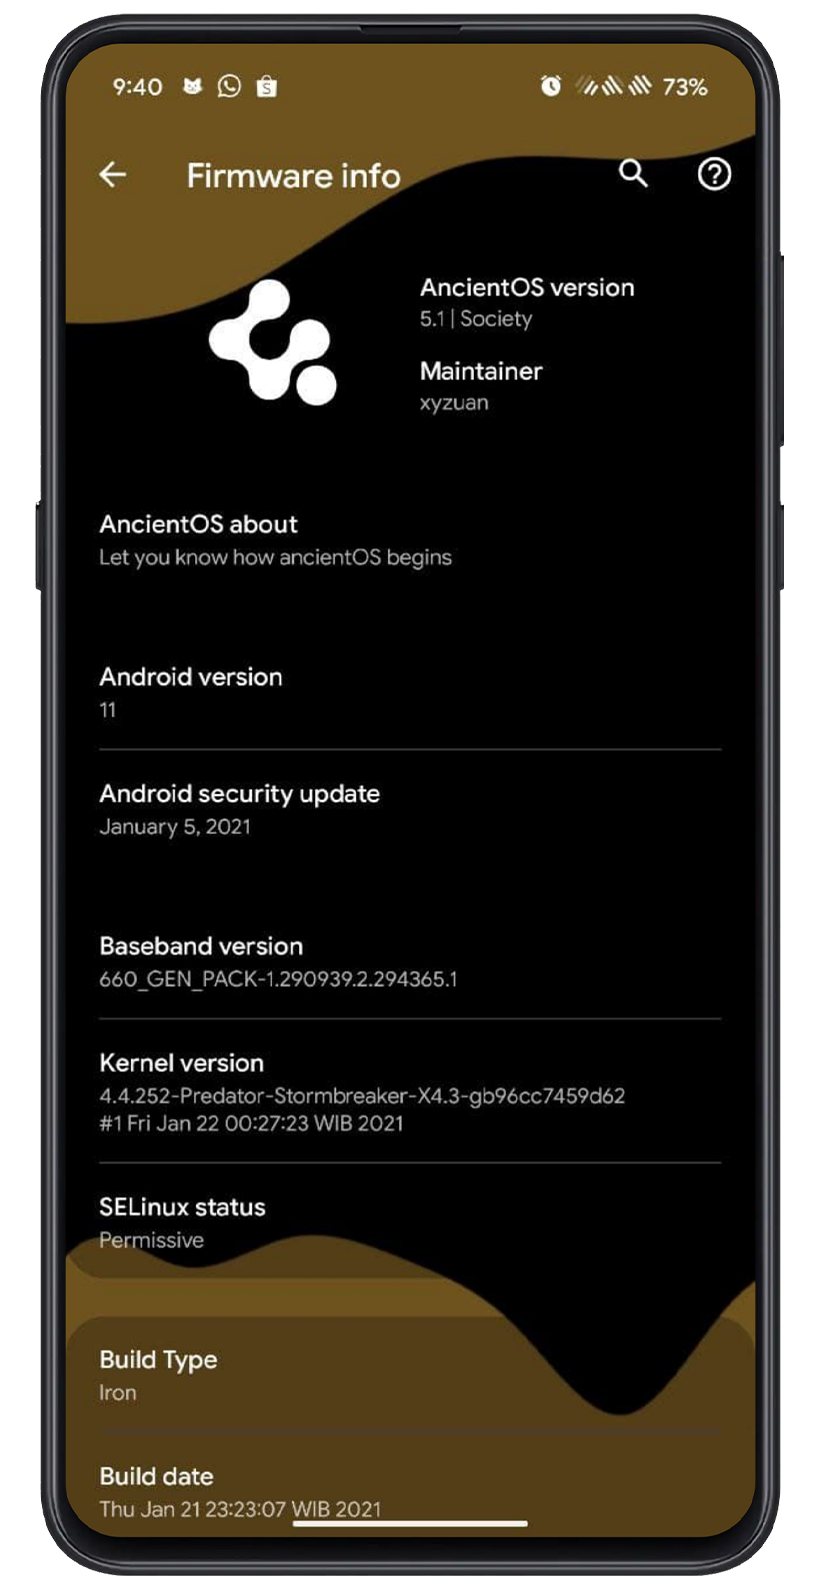 9:40
73%
Firmware info
AncientOS version
5.1 | Society
Maintainer
xyzuan
AncientOS about
Let you know how ancientOS begins
Android version
11
Android security update
January 5, 2021
Baseband version
660_GEN_PACK-1.290939.2.294365.1
Kernel version
4.4.252-Predator-Stormbreaker-X4.3-gb96cc7459d62
#1 Fri Jan 22 00:27:23 WIB 2021
SELinux status
Permissive
Build Type
Iron
Build date
Thu Jan 21 23:23:07 WIB 2021